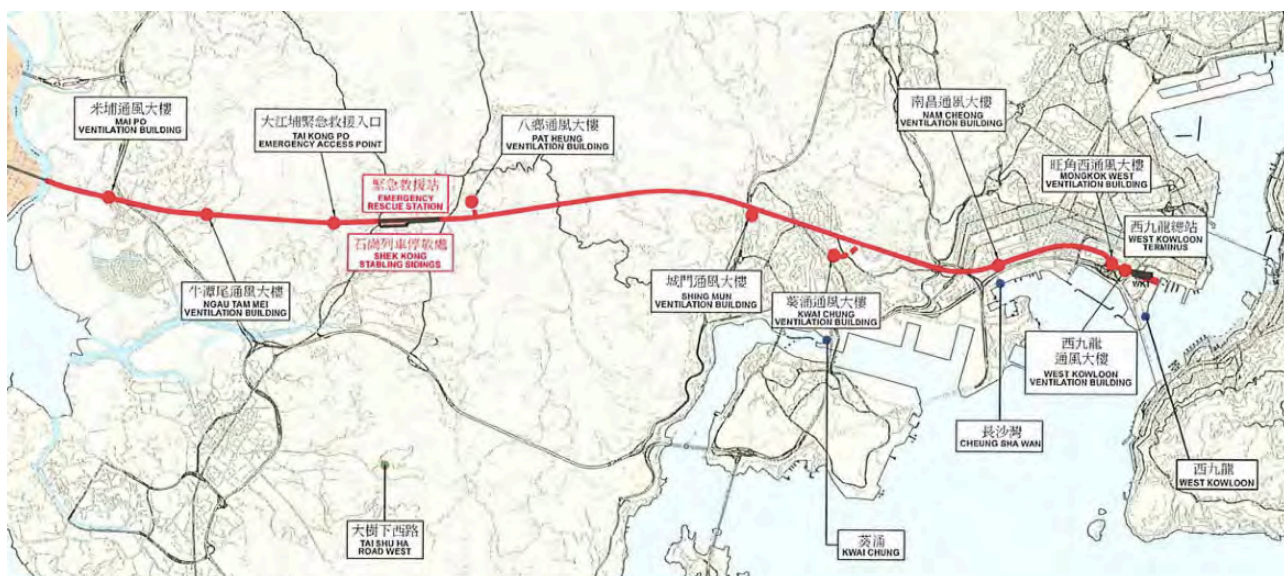 米埔通風大樓
MAI PO
VENTILATION BUILDING
大江埔緊急救援入口
TAI KONG PO
EMERGENCY ACCESS POINT
八鄉通風大樓
PAT HEUNG
VENTILATION BUILDING
南昌通風大樓
NAM CHEONG
VENTILATION BUILDING
旺角西通風大樓
MONGKOK WEST
VENTILATION BUILDING
緊急救援站
EMERGENCY
RESCUE STATION
西九龍總站
WEST KOWLOON
TERMINUS
石崗列車停放處
SHEK KONG
STABLING SIDINGS
WKT
牛潭尾通風大樓
NGAU TAM MEI
VENTILATION BUILDING
城門通風大樓
SHING MUN
VENTILATION BUILDING
葵涌通風大樓
KWAI CHUNG
VENTILATION BUILDING
西九龍
通風大樓
WEST KOWLOON
VENTILATION BUILDING
長沙灣
CHEUNG SHA WAN
西九龍
WEST KOWLOON
大樹下西路
TAI SHU HA
ROAD WEST
葵涌
KWAI CHUNG